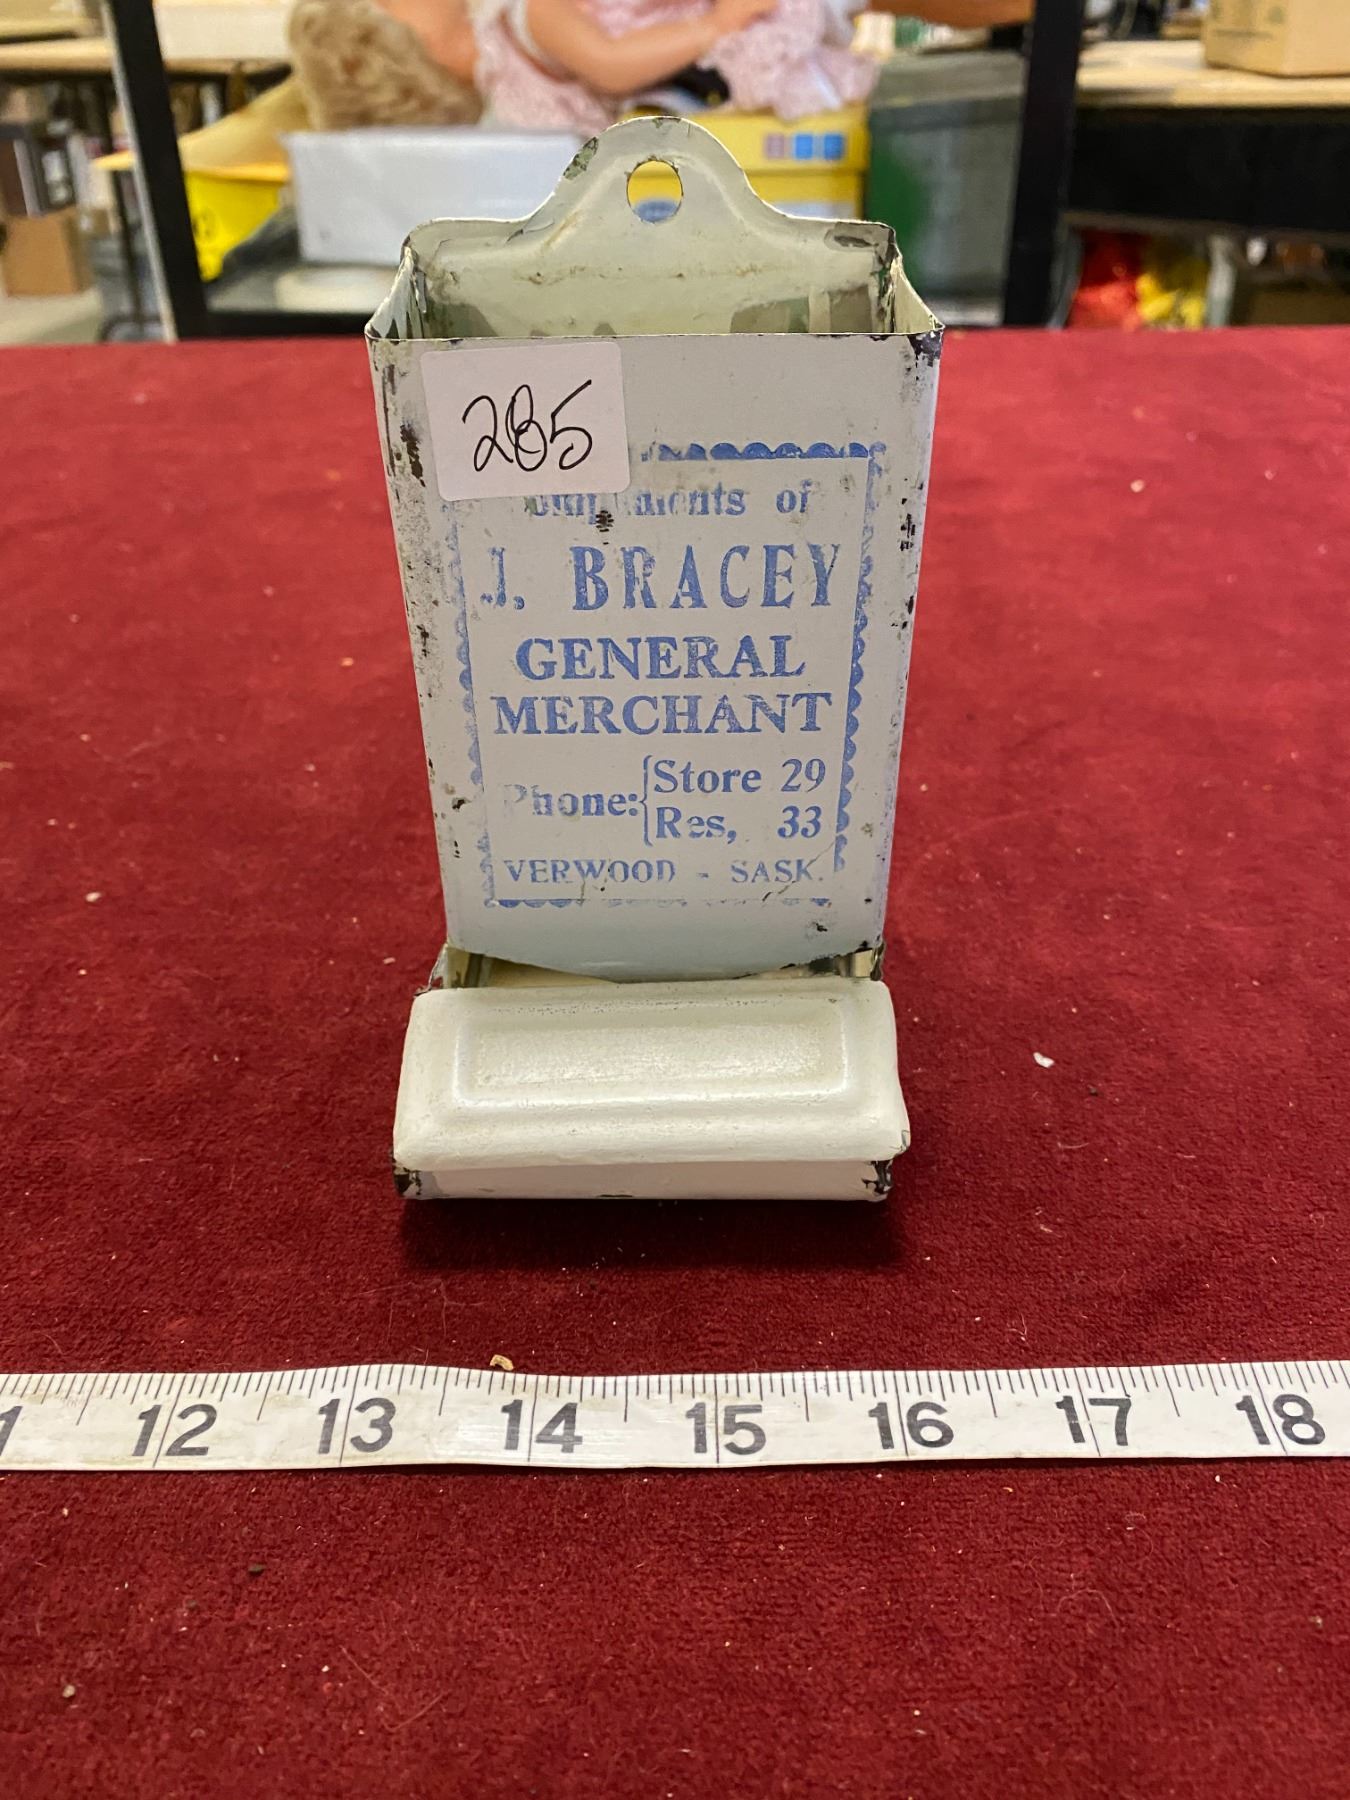 285
Compliments of
J. BRACEY
GENERAL
MERCHANT
Phone: Store 29
Res, 33
VERWOOD - SASK.
12 13 14 15 16 17 18